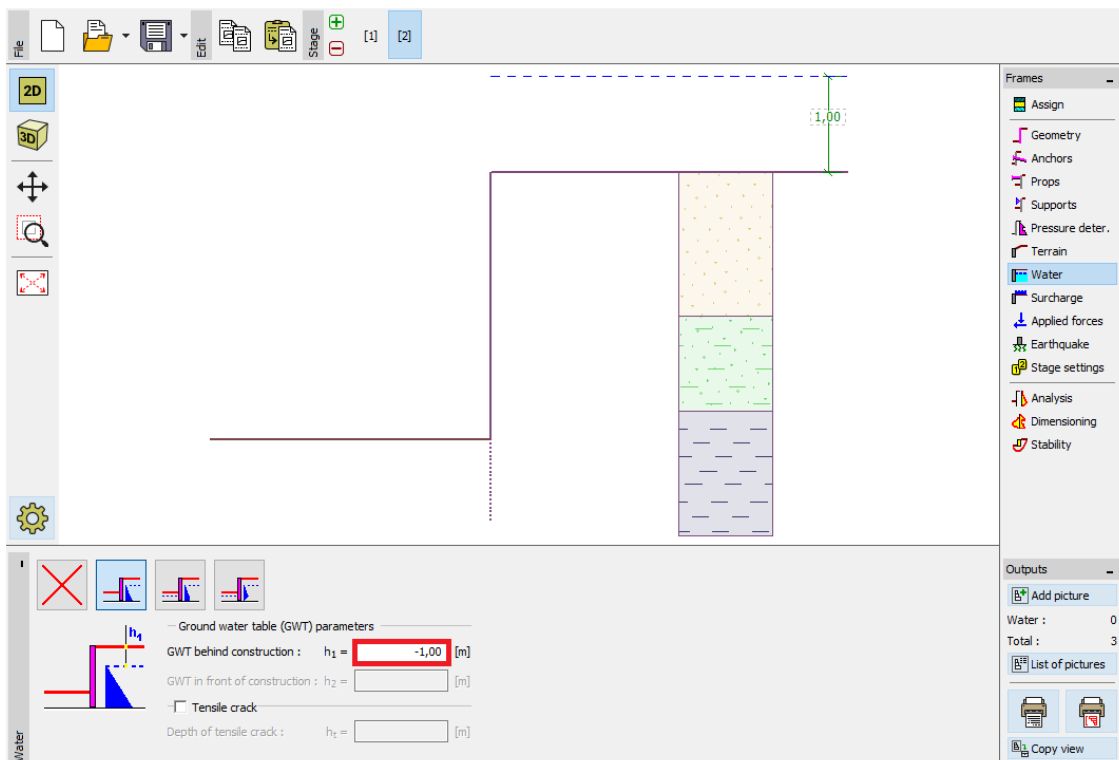 File
Edit
Stage
[1]
[2]
2D
3D
1,00
Frames
Assign
Geometry
Anchors
Props
Supports
Pressure deter.
Terrain
Water
Surcharge
Applied forces
Earthquake
Stage settings
Analysis
Dimensioning
Stability
Water
h1
Ground water table (GWT) parameters
GWT behind construction : h1 = -1,00 [m]
GWT in front of construction : h2 = [m]
Tensile crack
Depth of tensile crack : ht = [m]
Outputs
Add picture
Water : 0
Total : 3
List of pictures
Copy view